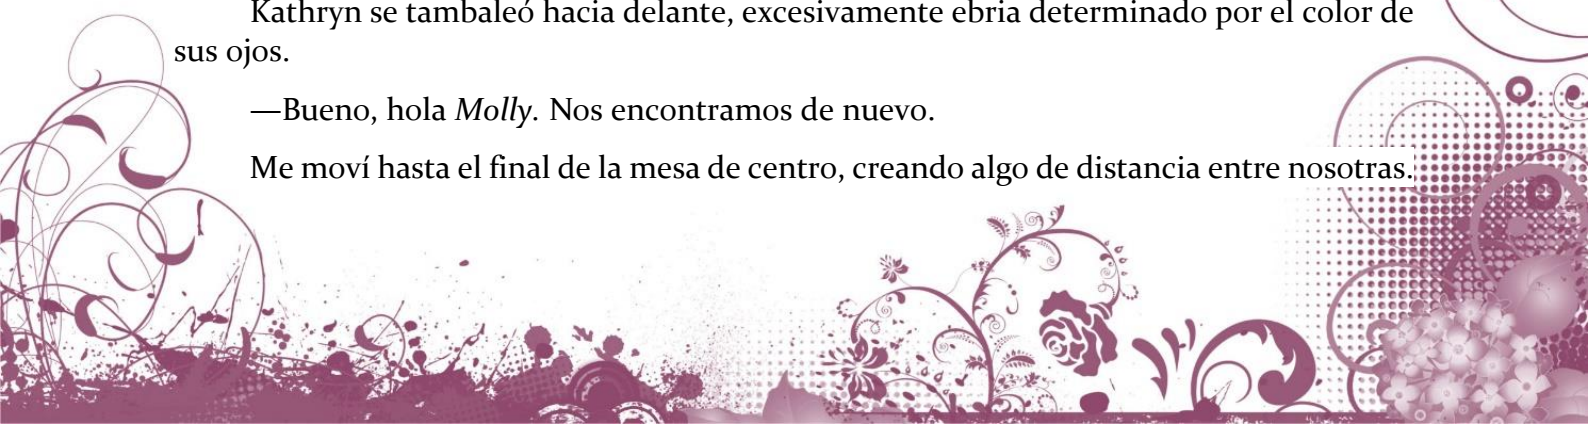 Kathryn se tambaleó hacia delante, excesivamente ebria determinado por el color de
sus ojos.
—Bueno, hola Molly. Nos encontramos de nuevo.
Me moví hasta el final de la mesa de centro, creando algo de distancia entre nosotras.